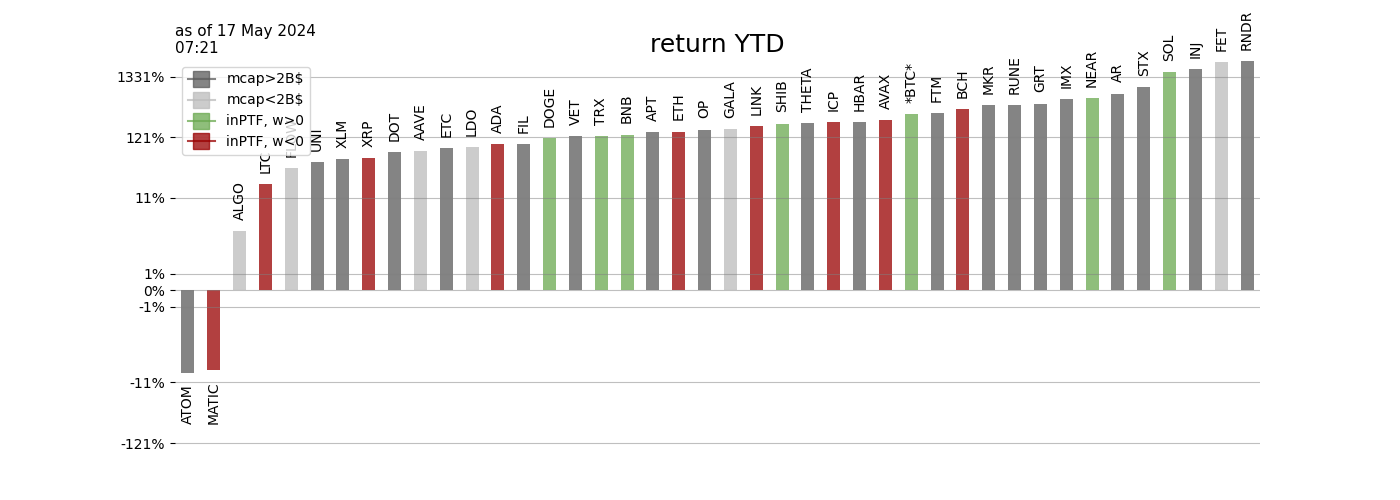 as of 17 May 2024
07:21
return YTD
mcap>2B$
mcap<2B$
inPTF, w>0
inPTF, w<0
1331%
121%
11%
1%
0%
-1%
-11%
-121%
ATOM
MATIC
ALGO
LTC
FLOW
UNI
XLM
XRP
DOT
AAVE
ETC
LDO
ADA
FIL
DOGE
VET
TRX
BNB
APT
ETH
OP
GALA
LINK
SHIB
THETA
ICP
HBAR
AVAX
*BTC*
FTM
BCH
MKR
RUNE
GRT
IMX
NEAR
AR
STX
SOL
INJ
FET
RNDR